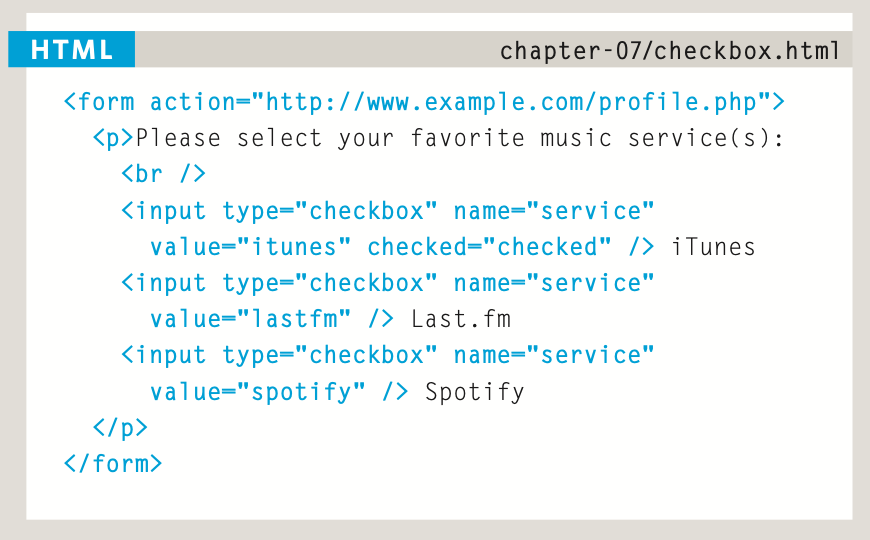 HTML
chapter-07/checkbox.html
<form action="http://www.example.com/profile.php">
<p>Please select your favorite music service(s):
<br />
<input type="checkbox" name="service"
value="itunes" checked="checked" /> iTunes
<input type="checkbox" name="service"
value="lastfm" /> Last.fm
<input type="checkbox" name="service"
value="spotify" /> Spotify
</p>
</form>